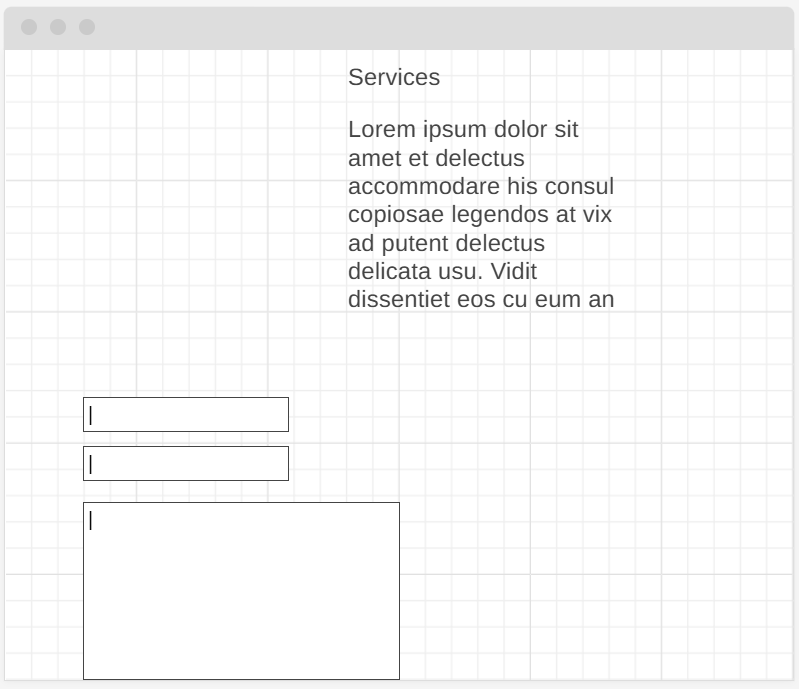 Services
Lorem ipsum dolor sit
amet et delectus
accommodare his consul
copiosae legendos at vix
ad putent delectus
delicata usu. Vidit
dissentiet eos cu eum an